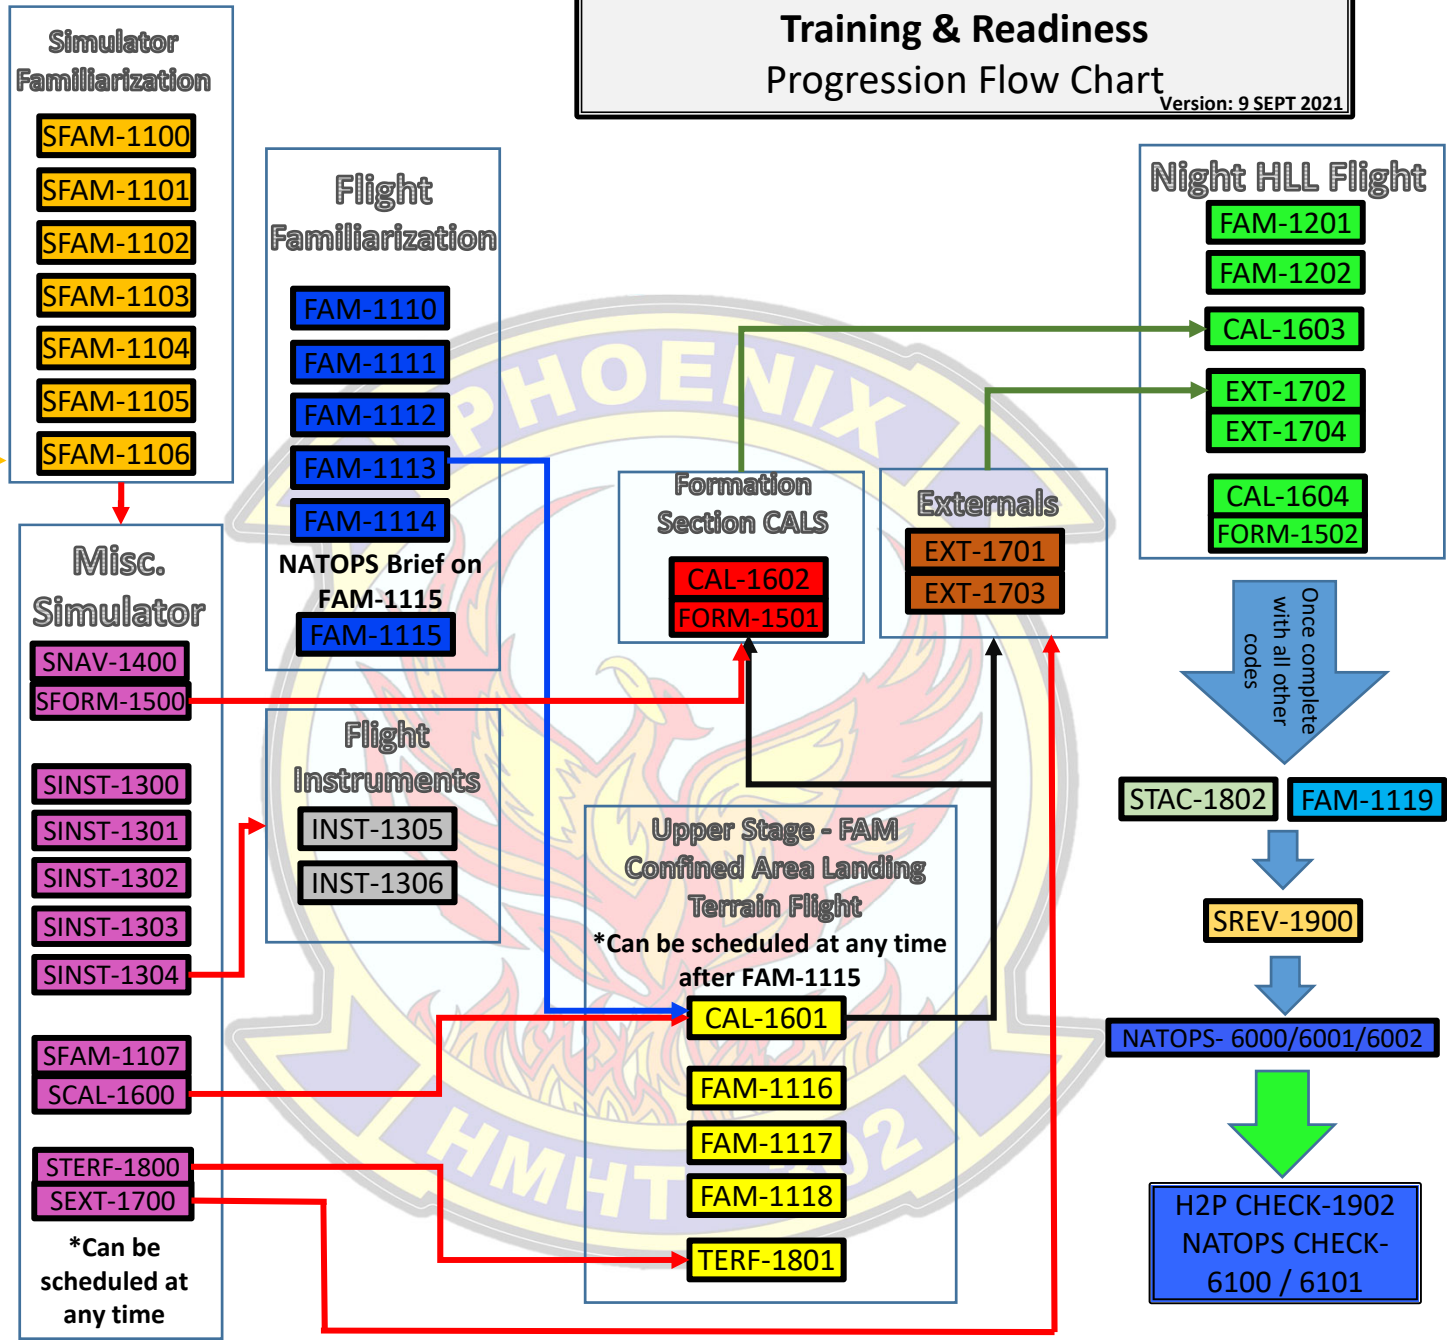 Training & Readiness
Progression Flow Chart
Version: 9 SEPT 2021
Simulator
Familiarization
SFAM-1100
SFAM-1101
SFAM-1102
SFAM-1103
SFAM-1104
SFAM-1105
SFAM-1106
Misc.
Simulator
SNAV-1400
SFORM-1500
SINST-1300
SINST-1301
SINST-1302
SINST-1303
SINST-1304
SFAM-1107
SCAL-1600
STERF-1800
SEXT-1700
*Can be
scheduled at
any time
Flight
Familiarization
FAM-1110
FAM-1111
FAM-1112
FAM-1113
FAM-1114
NATOPS Brief on
FAM-1115
FAM-1115
Flight
Instruments
INST-1305
INST-1306
Formation
Section CALS
CAL-1602
FORM-1501
Externals
EXT-1701
EXT-1703
Upper Stage - FAM
Confined Area Landing
Terrain Flight
*Can be scheduled at any time
after FAM-1115
CAL-1601
FAM-1116
FAM-1117
FAM-1118
TERF-1801
Night HLL Flight
FAM-1201
FAM-1202
CAL-1603
EXT-1702
EXT-1704
CAL-1604
FORM-1502
Once complete
with all other
codes
STAC-1802
FAM-1119
SREV-1900
NATOPS- 6000/6001/6002
H2P CHECK-1902
NATOPS CHECK-
6100 / 6101
PHOENIX
HMHT